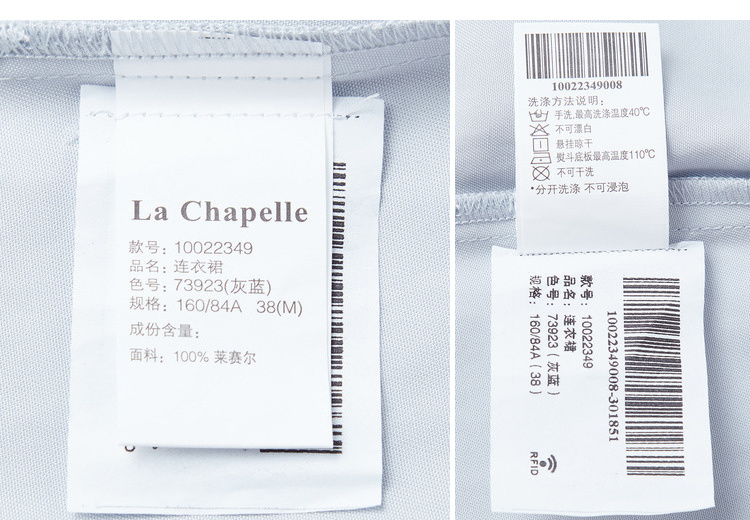 La Chapelle
款号：10022349
品名：连衣裙
色号：73923(灰蓝)
规格：160/84A 38(M)
成份含量：
面料：100% 莱赛尔
10022349008
洗涤方法说明：
手洗,最高洗涤温度40℃
不可漂白
悬挂晾干
熨斗底板最高温度110℃
不可干洗
•分开洗涤 不可浸泡
10022349008-301851
款号：10022349
品名：连衣裙
色号：73923（灰蓝）
规格：160/84A（38）
RFID